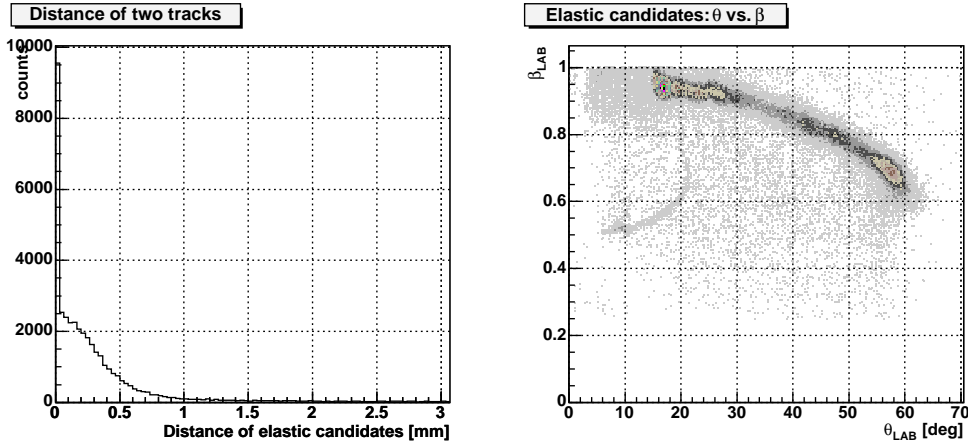 Distance of two tracks
counts
10000
8000
6000
4000
2000
0
0 0.5 1 1.5 2 2.5 3
Distance of elastic candidates [mm]
Elastic candidates: θ vs. β
β_LAB
1
0.8
0.6
0.4
0.2
0
0 10 20 30 40 50 60 70
θ_LAB [deg]